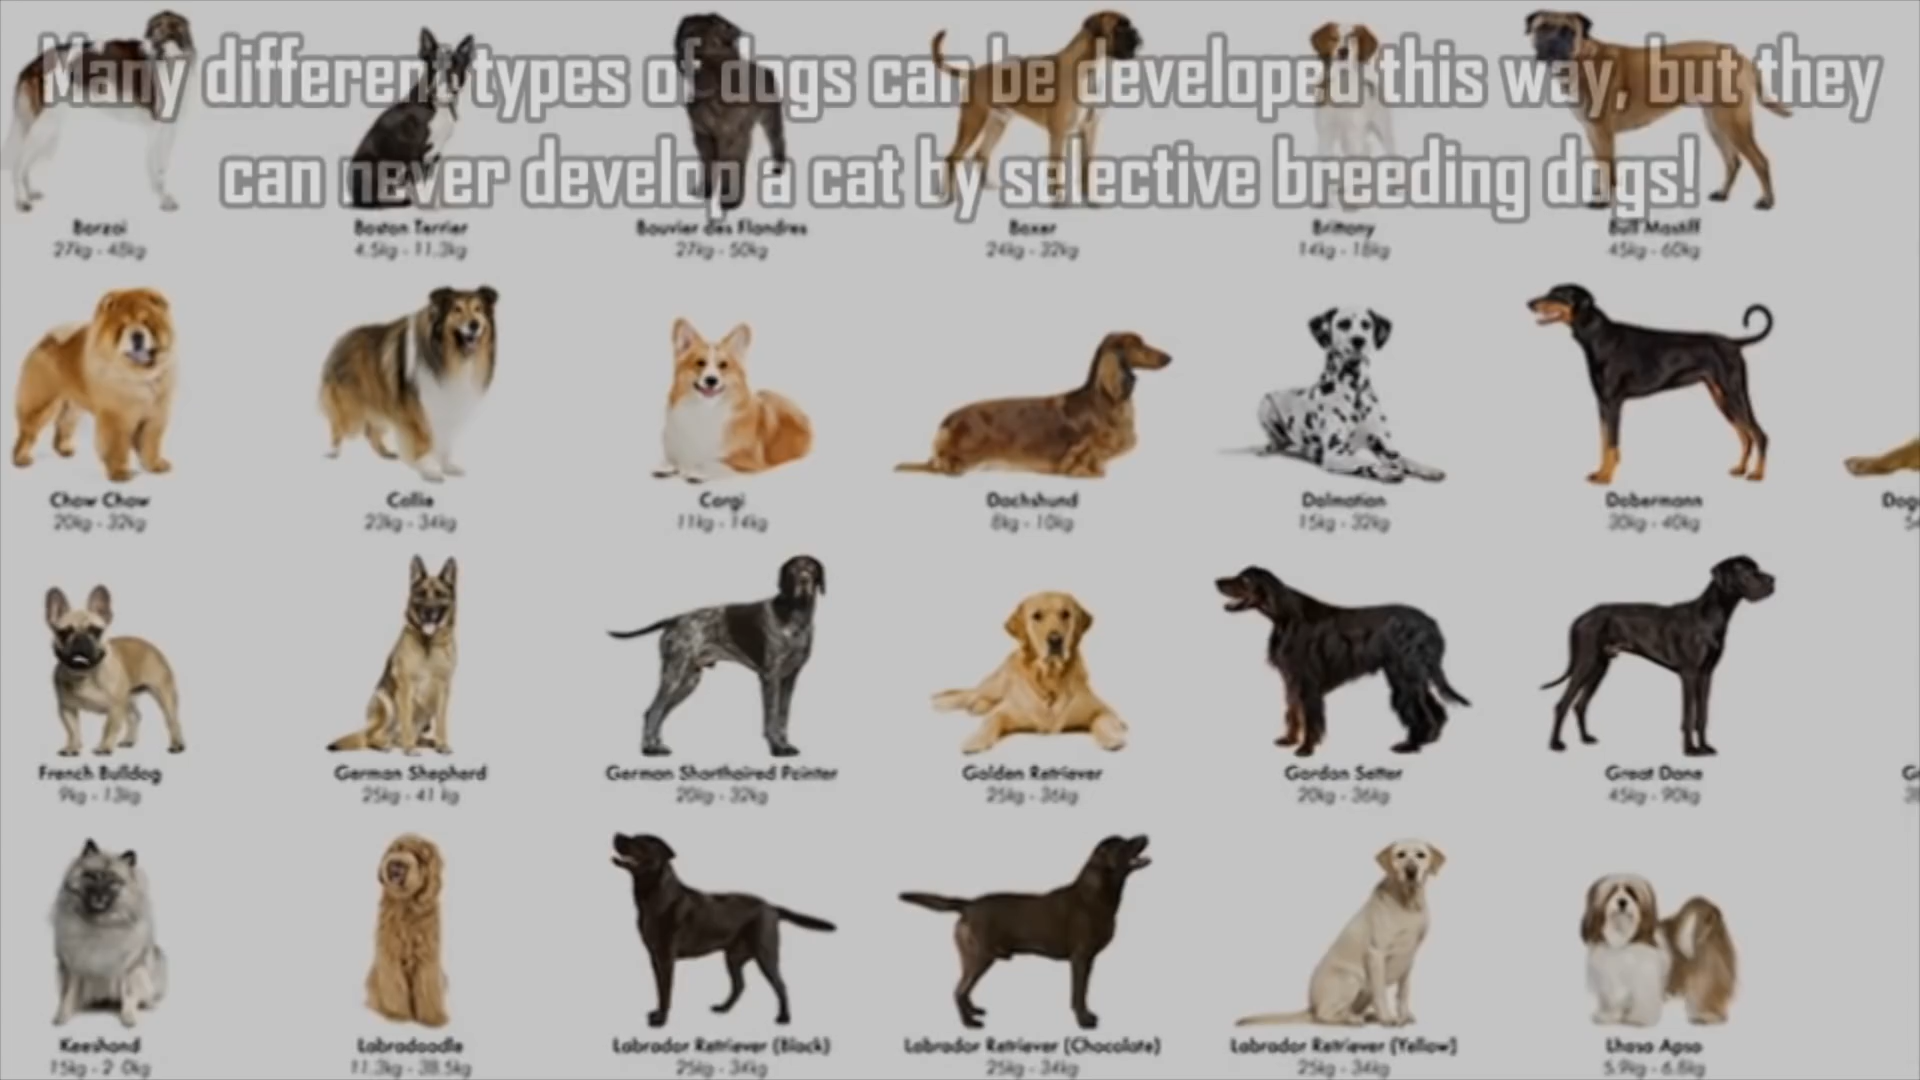 Many different types of dogs can be developed this way, but they
can never develop a cat by selective breeding dogs!
Borzoi
27kg - 48kg
Boston Terrier
4.5kg - 11.3kg
Bouvier des Flandres
27kg - 50kg
Boxer
24kg - 32kg
Brittany
14kg - 18kg
Bull Mastiff
45kg - 60kg
Chow Chow
20kg - 32kg
Collie
23kg - 34kg
Corgi
11kg - 14kg
Dachshund
8kg - 10kg
Dalmatian
15kg - 32kg
Dobermann
30kg - 40kg
French Bulldog
9kg - 13kg
German Shepherd
25kg - 41 kg
German Shorthaired Pointer
20kg - 32kg
Golden Retriever
25kg - 36kg
Gordon Setter
20kg - 36kg
Great Dane
45kg - 90kg
Keeshond
15kg - 2 0kg
Labradoodle
11.3kg - 38.5kg
Labrador Retriever (Black)
25kg - 34kg
Labrador Retriever (Chocolate)
25kg - 34kg
Labrador Retriever (Yellow)
25kg - 34kg
Lhasa Apso
5.9kg - 6.8kg